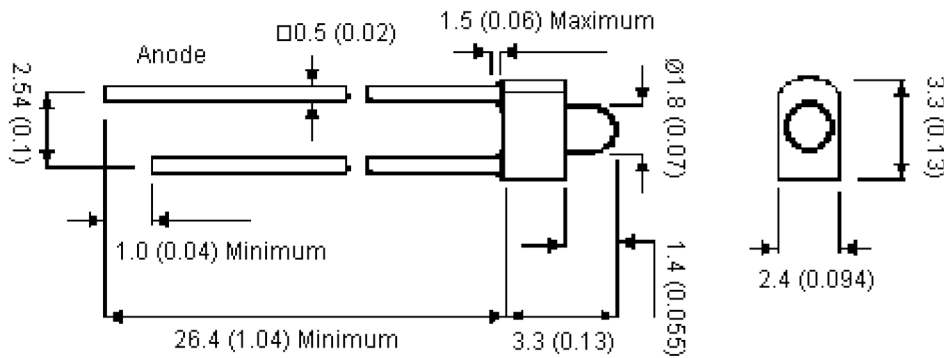 1.5 (0.06) Maximum
□0.5 (0.02)
Anode
2.54 (0.1)
Ø1.8 (0.07)
3.3 (0.13)
1.0 (0.04) Minimum
1.4 (0.055)
2.4 (0.094)
26.4 (1.04) Minimum
3.3 (0.13)